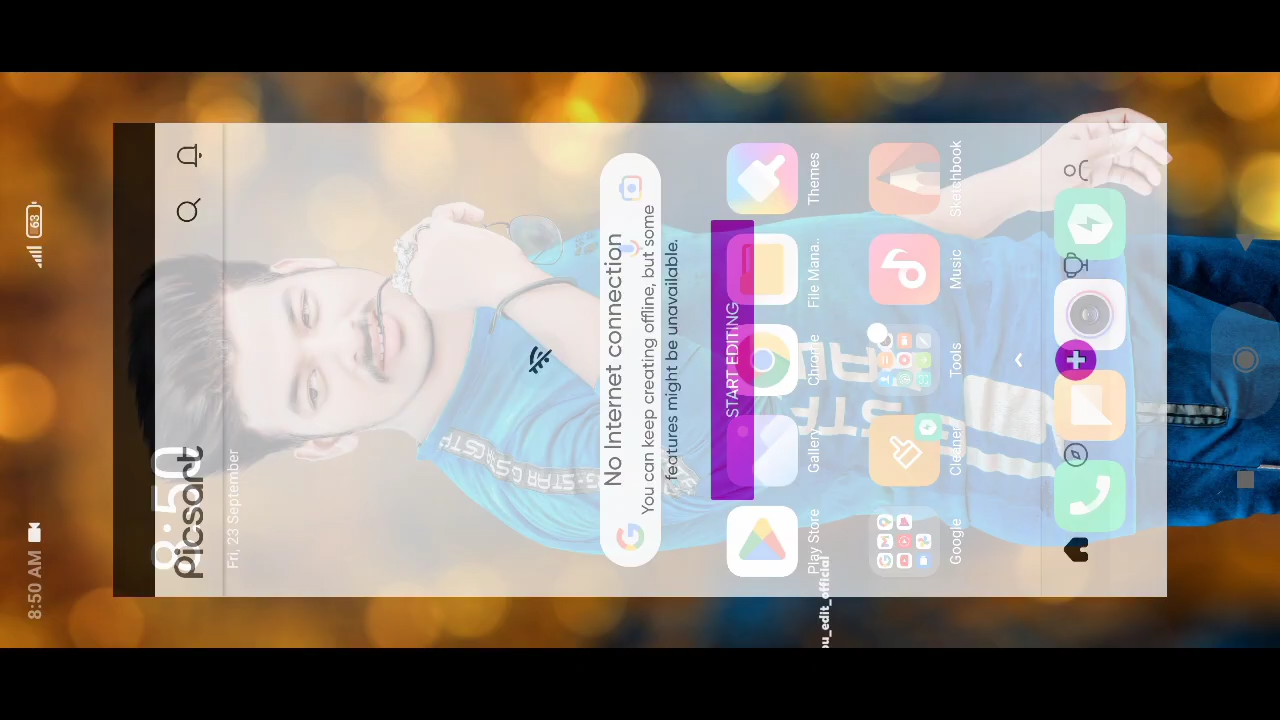 8:50 AM
63
8:50
picsart
Fri, 23 September
No Internet connection
You can keep creating offline, but some
features might be unavailable.
START EDITING
Play Store
Gallery
Chrome
File Mana..
Themes
Google
Cleaner
Tools
Music
Sketchbook
ou_edit_official
G-STAR